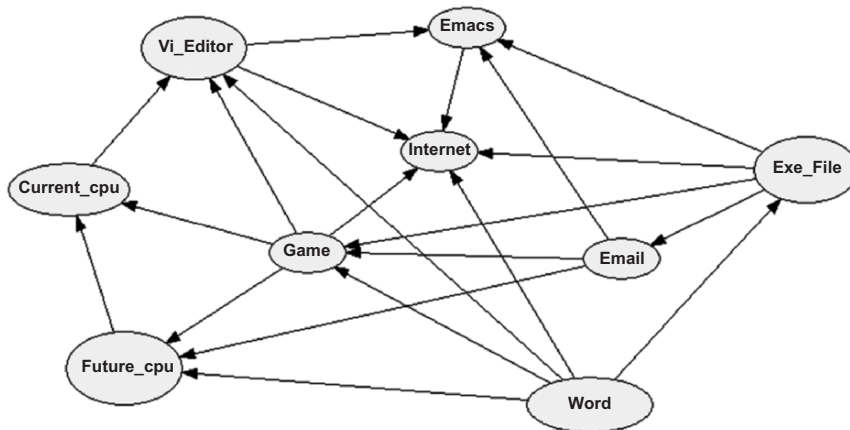 Emacs
Vi_Editor
Internet
Exe_File
Current_cpu
Game
Email
Future_cpu
Word